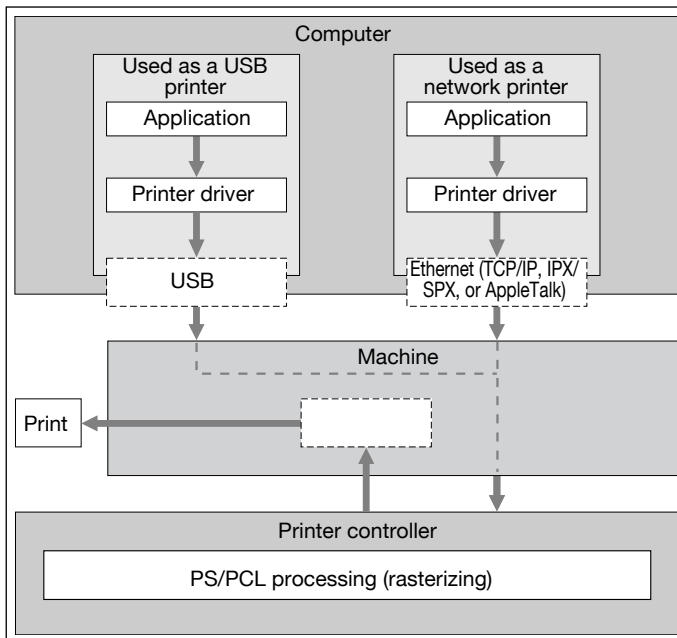 Computer
Used as a USB
printer
Application
Printer driver
USB
Used as a
network printer
Application
Printer driver
Ethernet (TCP/IP, IPX/
SPX, or AppleTalk)
Machine
Print
Printer controller
PS/PCL processing (rasterizing)